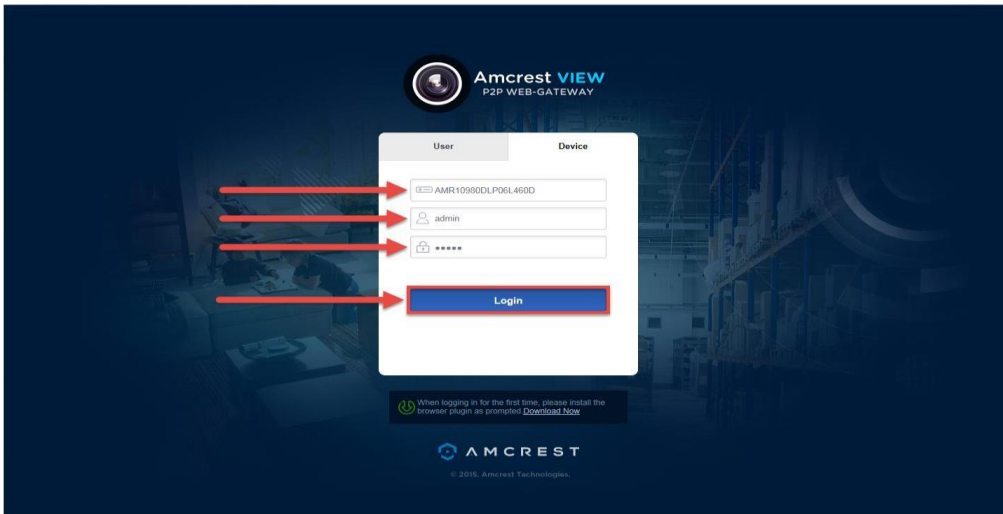 Amcrest VIEW
P2P WEB-GATEWAY
User
Device
AMR10980DLP06L460D
admin
•••••
Login
When logging in for the first time, please install the
browser plugin as prompted Download Now
AMCREST
© 2015. Amcrest Technologies.